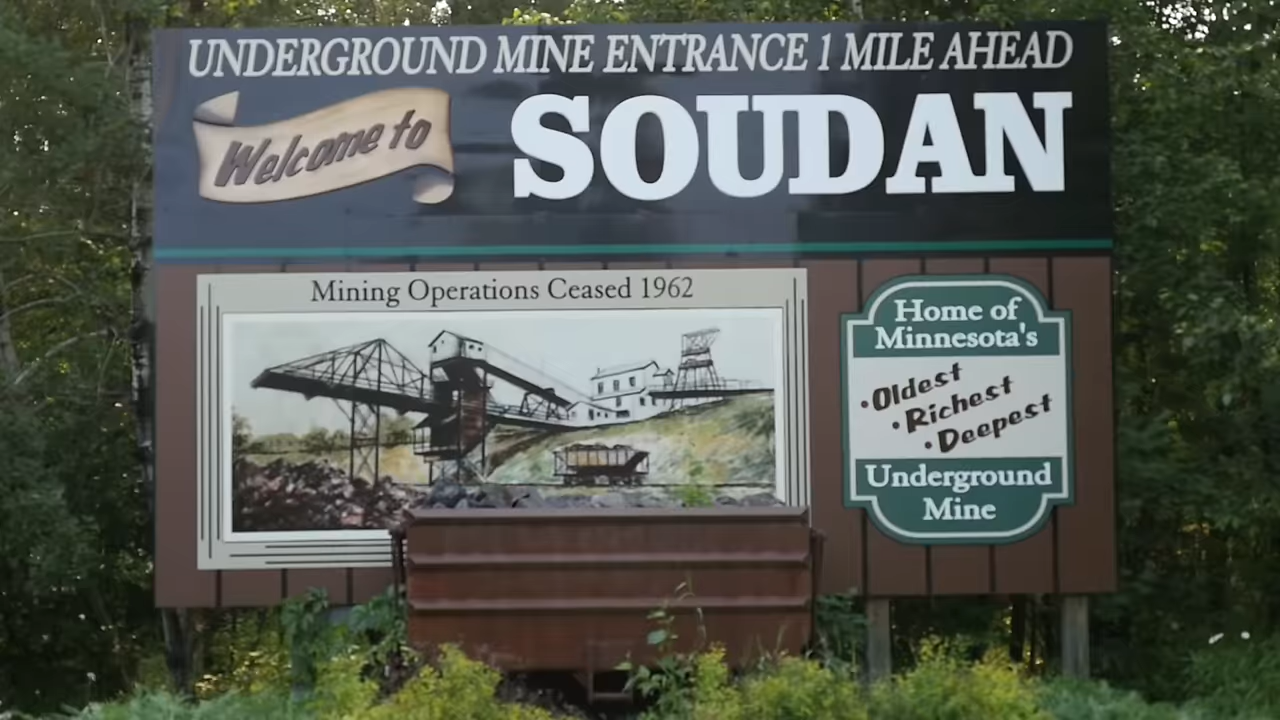 UNDERGROUND MINE ENTRANCE 1 MILE AHEAD
Welcome to
SOUDAN
Mining Operations Ceased 1962
Home of
Minnesota's
•Oldest
•Richest
•Deepest
Underground
Mine